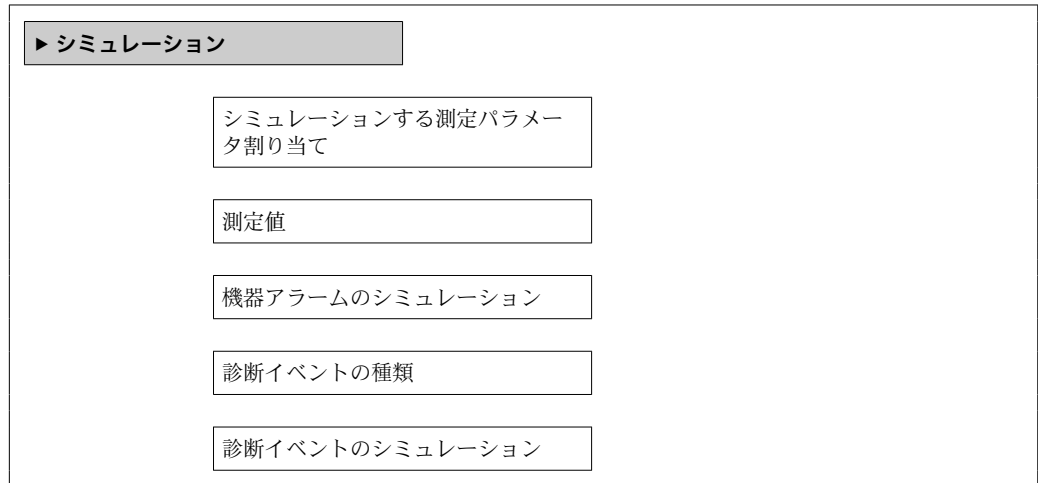 ▶ シミュレーション
シミュレーションする測定パラメー
タ割り当て
測定値
機器アラームのシミュレーション
診断イベントの種類
診断イベントのシミュレーション